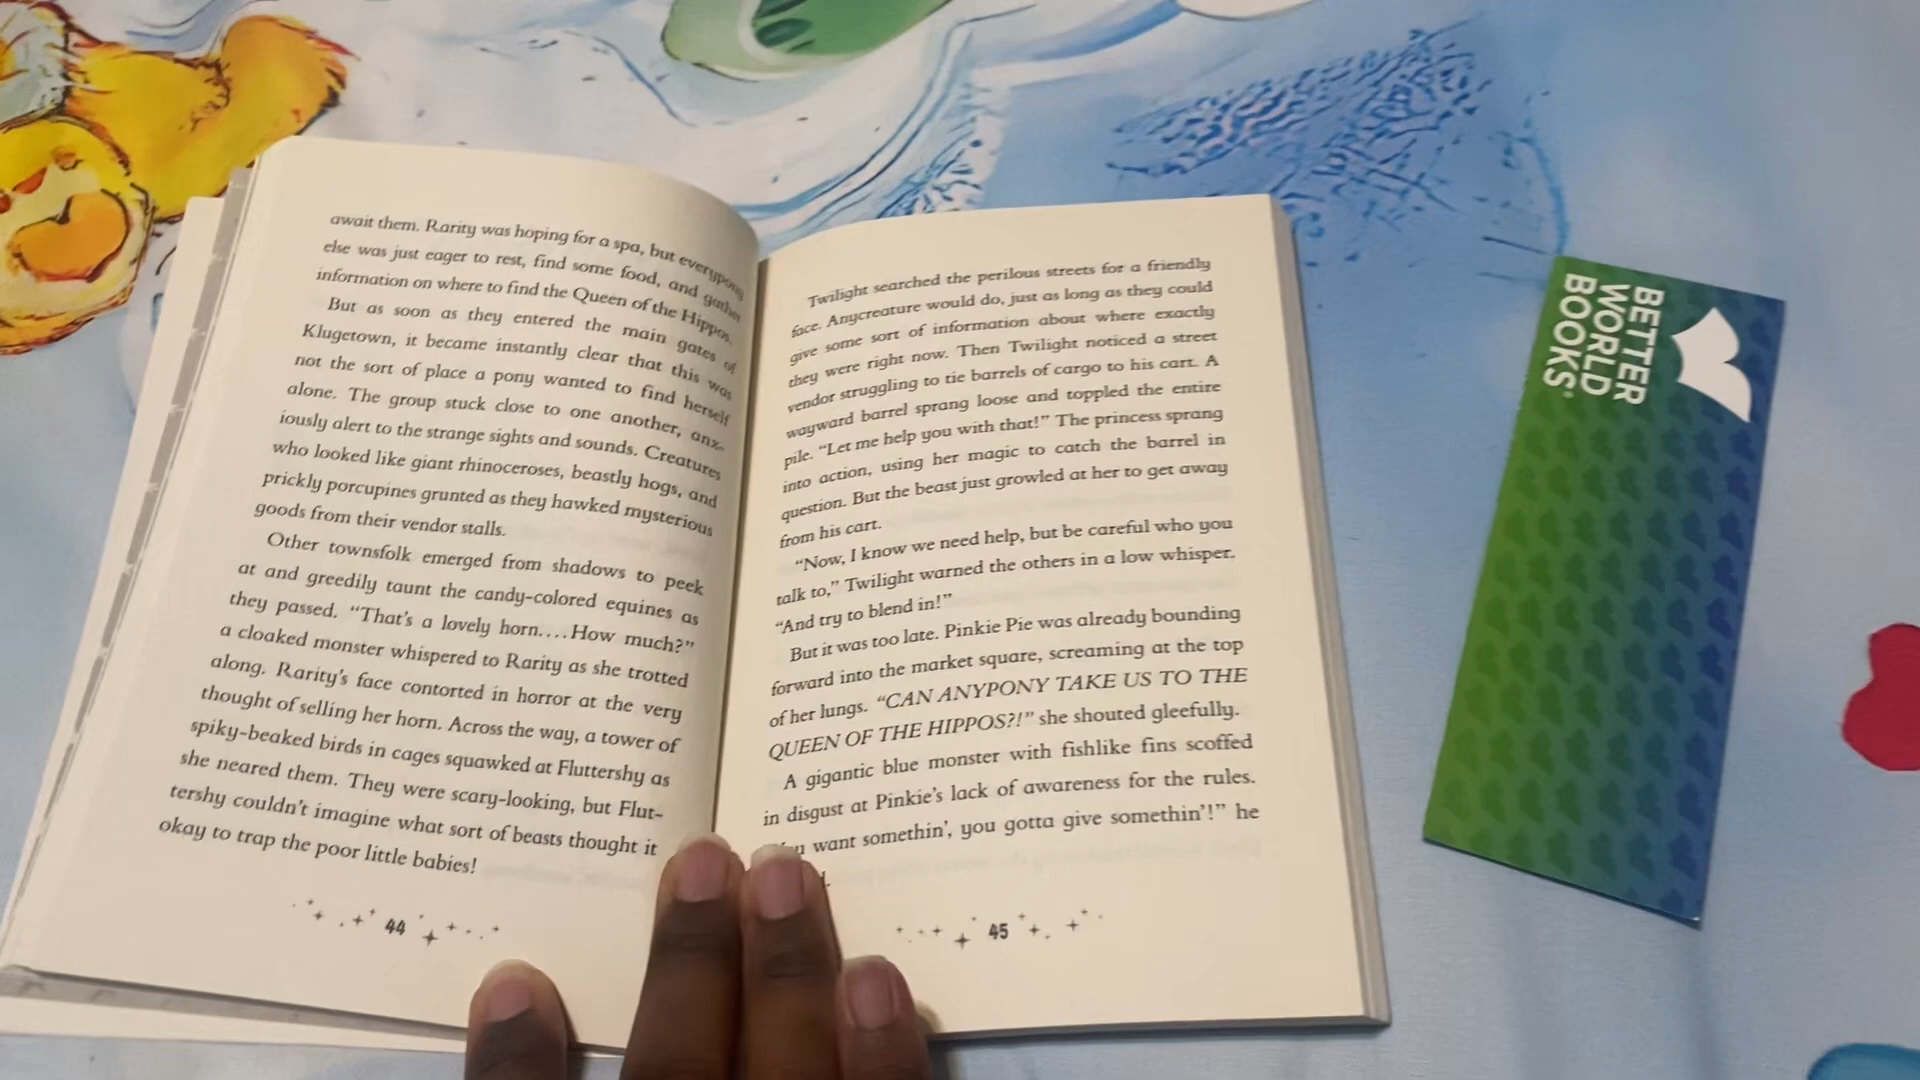 await them. Rarity was hoping for a spa, but everypony
else was just eager to rest, find some food, and gather
information on where to find the Queen of the Hippos.
But as soon as they entered the main gates of
Klugetown, it became instantly clear that this was
not the sort of place a pony wanted to find herself
alone. The group stuck close to one another, anx-
iously alert to the strange sights and sounds. Creatures
who looked like giant rhinoceroses, beastly hogs, and
prickly porcupines grunted as they hawked mysterious
goods from their vendor stalls.
Other townsfolk emerged from shadows to peek
at and greedily taunt the candy-colored equines as
they passed. “That’s a lovely horn.…How much?”
a cloaked monster whispered to Rarity as she trotted
along. Rarity’s face contorted in horror at the very
thought of selling her horn. Across the way, a tower of
spiky-beaked birds in cages squawked at Fluttershy as
she neared them. They were scary-looking, but Flut-
tershy couldn’t imagine what sort of beasts thought it
okay to trap the poor little babies!
44
Twilight searched the perilous streets for a friendly
face. Anycreature would do, just as long as they could
give some sort of information about where exactly
they were right now. Then Twilight noticed a street
vendor struggling to tie barrels of cargo to his cart. A
wayward barrel sprang loose and toppled the entire
pile. “Let me help you with that!” The princess sprang
into action, using her magic to catch the barrel in
question. But the beast just growled at her to get away
from his cart.
“Now, I know we need help, but be careful who you
talk to,” Twilight warned the others in a low whisper.
“And try to blend in!”
But it was too late. Pinkie Pie was already bounding
forward into the market square, screaming at the top
of her lungs. “CAN ANYPONY TAKE US TO THE
QUEEN OF THE HIPPOS?!” she shouted gleefully.
A gigantic blue monster with fishlike fins scoffed
in disgust at Pinkie’s lack of awareness for the rules.
want somethin’, you gotta give somethin’!” he
45
BETTER
WORLD
BOOKS®